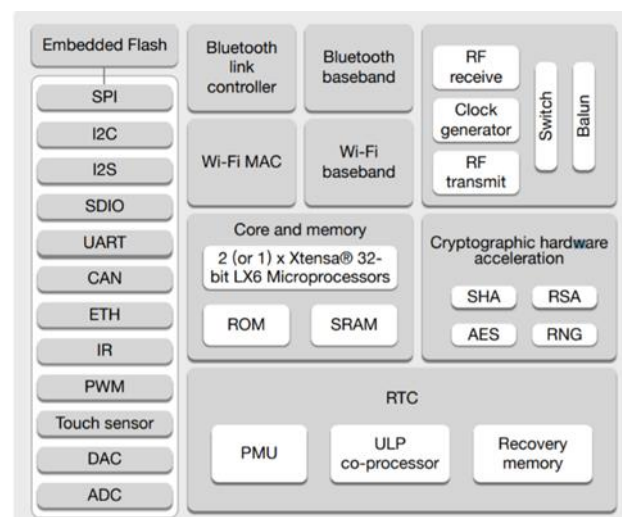 Embedded Flash
SPI
I2C
I2S
SDIO
UART
CAN
ETH
IR
PWM
Touch sensor
DAC
ADC
Bluetooth
link
controller
Bluetooth
baseband
Wi-Fi MAC
Wi-Fi
baseband
RF
receive
Clock
generator
RF
transmit
Switch
Balun
Core and memory
2 (or 1) x Xtensa® 32-
bit LX6 Microprocessors
ROM
SRAM
Cryptographic hardware
acceleration
SHA
RSA
AES
RNG
RTC
PMU
ULP
co-processor
Recovery
memory